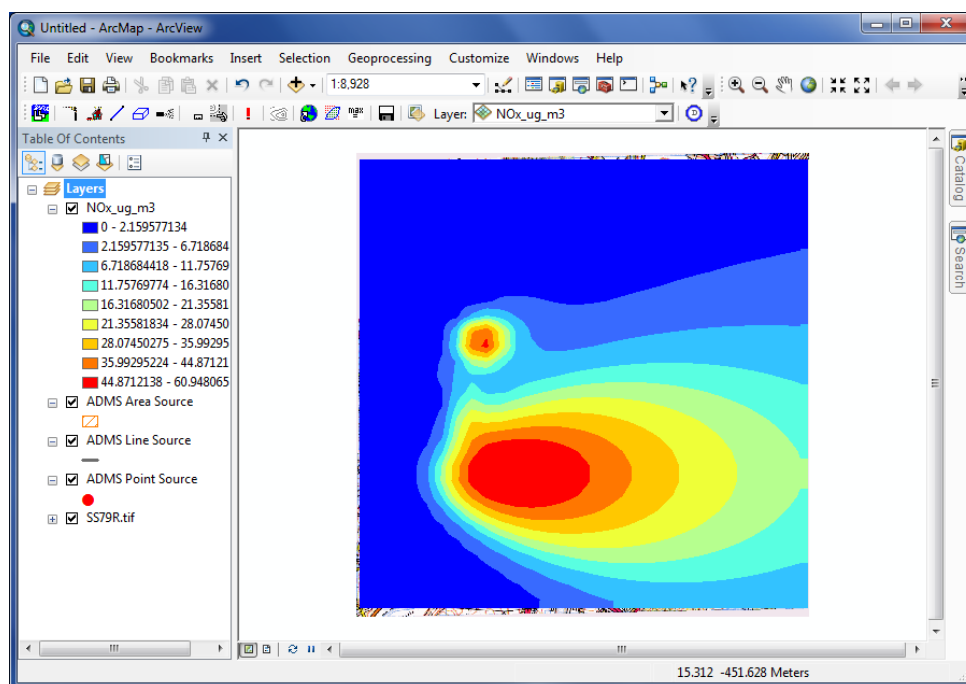 Untitled - ArcMap - ArcView
File Edit View Bookmarks Insert Selection Geoprocessing Customize Windows Help
1:8,928
Layer: NOx_ug_m3
Table Of Contents
Layers
NOx_ug_m3
0 - 2.159577134
2.159577135 - 6.718684
6.718684418 - 11.75769
11.75769774 - 16.31680
16.31680502 - 21.35581
21.35581834 - 28.07450
28.07450275 - 35.99295
35.99295224 - 44.87121
44.8712138 - 60.948065
ADMS Area Source
ADMS Line Source
ADMS Point Source
SS79R.tif
Catalog
Search
15.312 -451.628 Meters